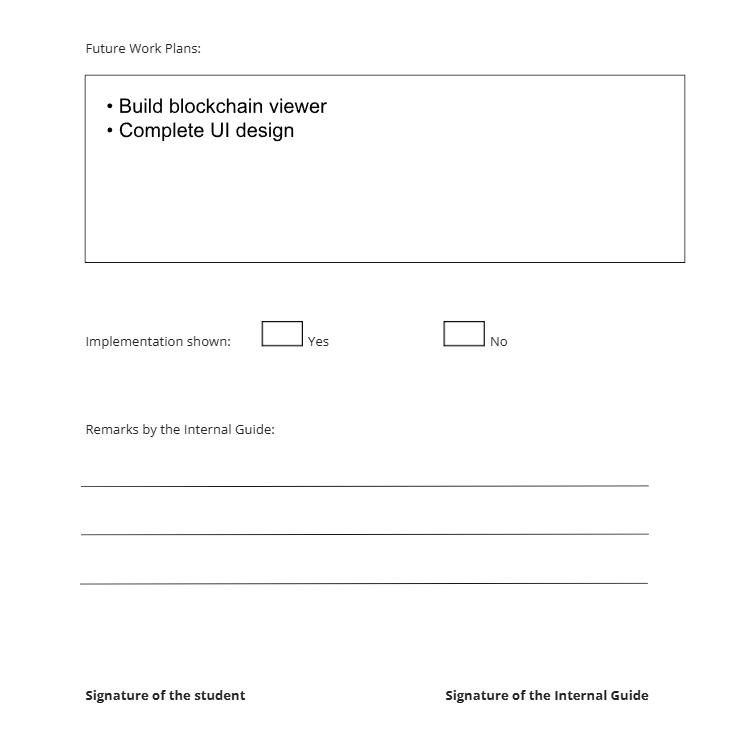 Future Work Plans:
• Build blockchain viewer
• Complete UI design
Implementation shown: Yes No
Remarks by the Internal Guide:
Signature of the student Signature of the Internal Guide